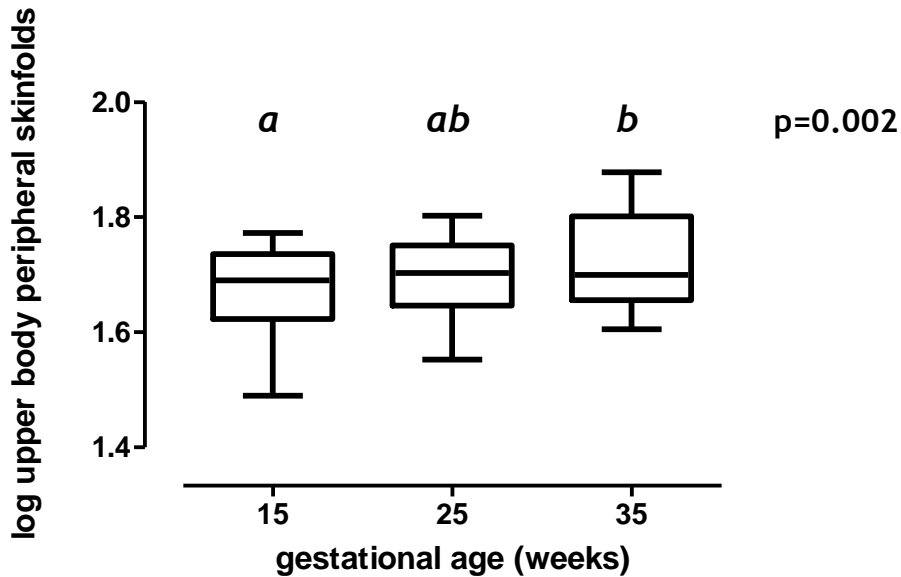 log upper body peripheral skinfolds
2.0
1.8
1.6
1.4
a ab b p=0.002
15 25 35
gestational age (weeks)